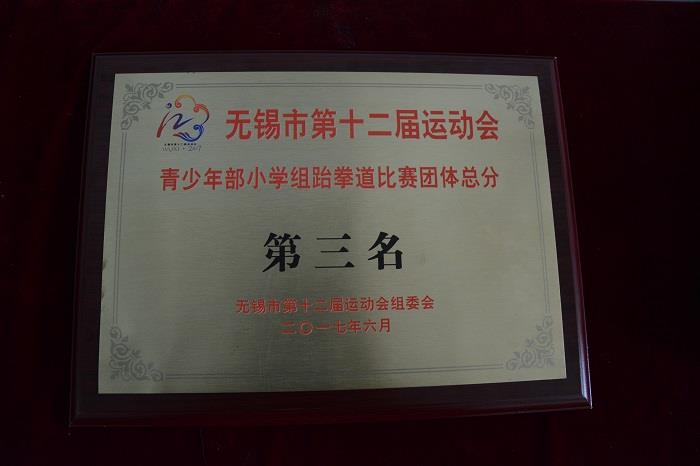 无锡市第十二届运动会
青少年部小学组跆拳道比赛团体总分
第三名
无锡市第十二届运动会组委会
二〇一七年六月